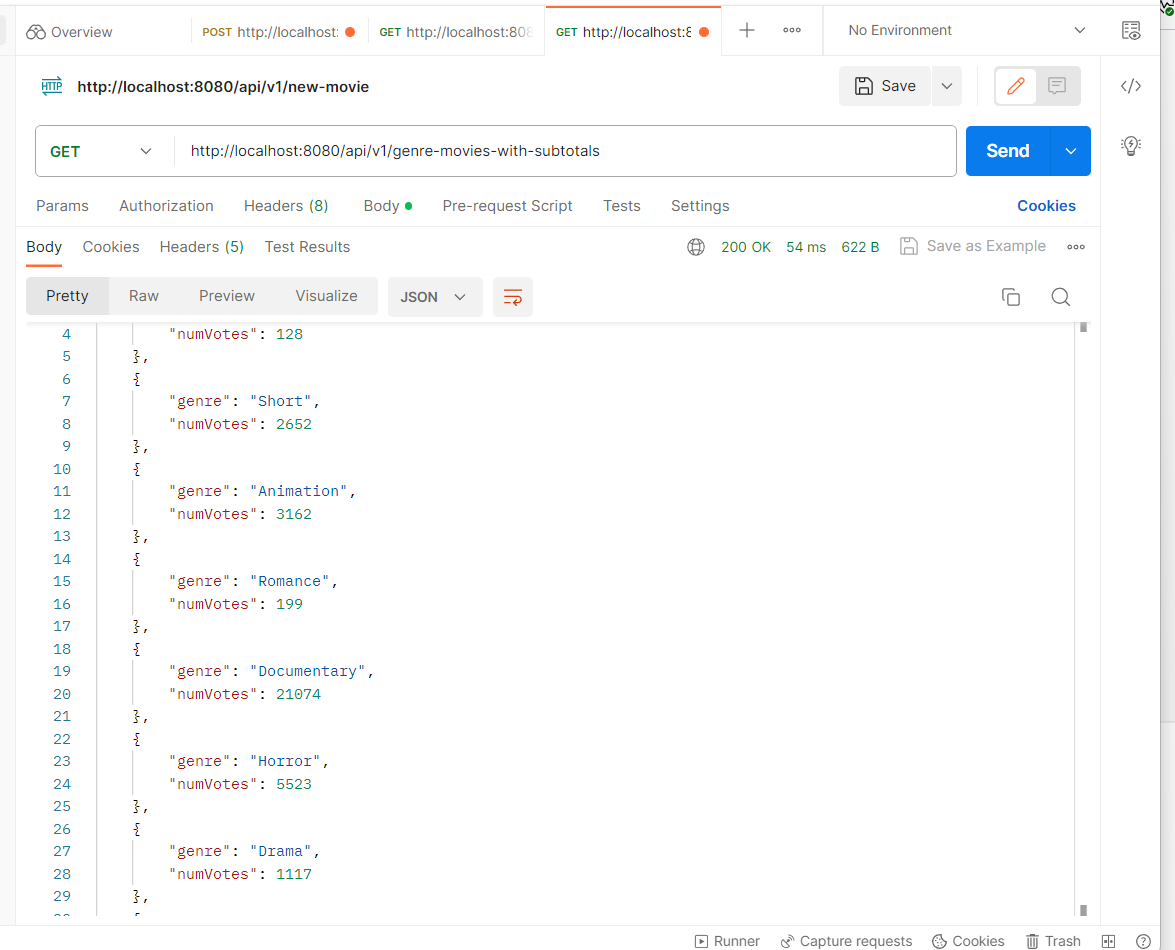 Overview
POST http://localhost:
GET http://localhost:808
GET http://localhost:8
No Environment
HTTP http://localhost:8080/api/v1/new-movie
Save
GET
http://localhost:8080/api/v1/genre-movies-with-subtotals
Send
Params Authorization Headers (8) Body Pre-request Script Tests Settings Cookies
Body Cookies Headers (5) Test Results 200 OK 54 ms 622 B Save as Example
Pretty Raw Preview Visualize JSON
4 "numVotes": 128
5 },
6 {
7 "genre": "Short",
8 "numVotes": 2652
9 },
10 {
11 "genre": "Animation",
12 "numVotes": 3162
13 },
14 {
15 "genre": "Romance",
16 "numVotes": 199
17 },
18 {
19 "genre": "Documentary",
20 "numVotes": 21074
21 },
22 {
23 "genre": "Horror",
24 "numVotes": 5523
25 },
26 {
27 "genre": "Drama",
28 "numVotes": 1117
29 },
Runner Capture requests Cookies Trash